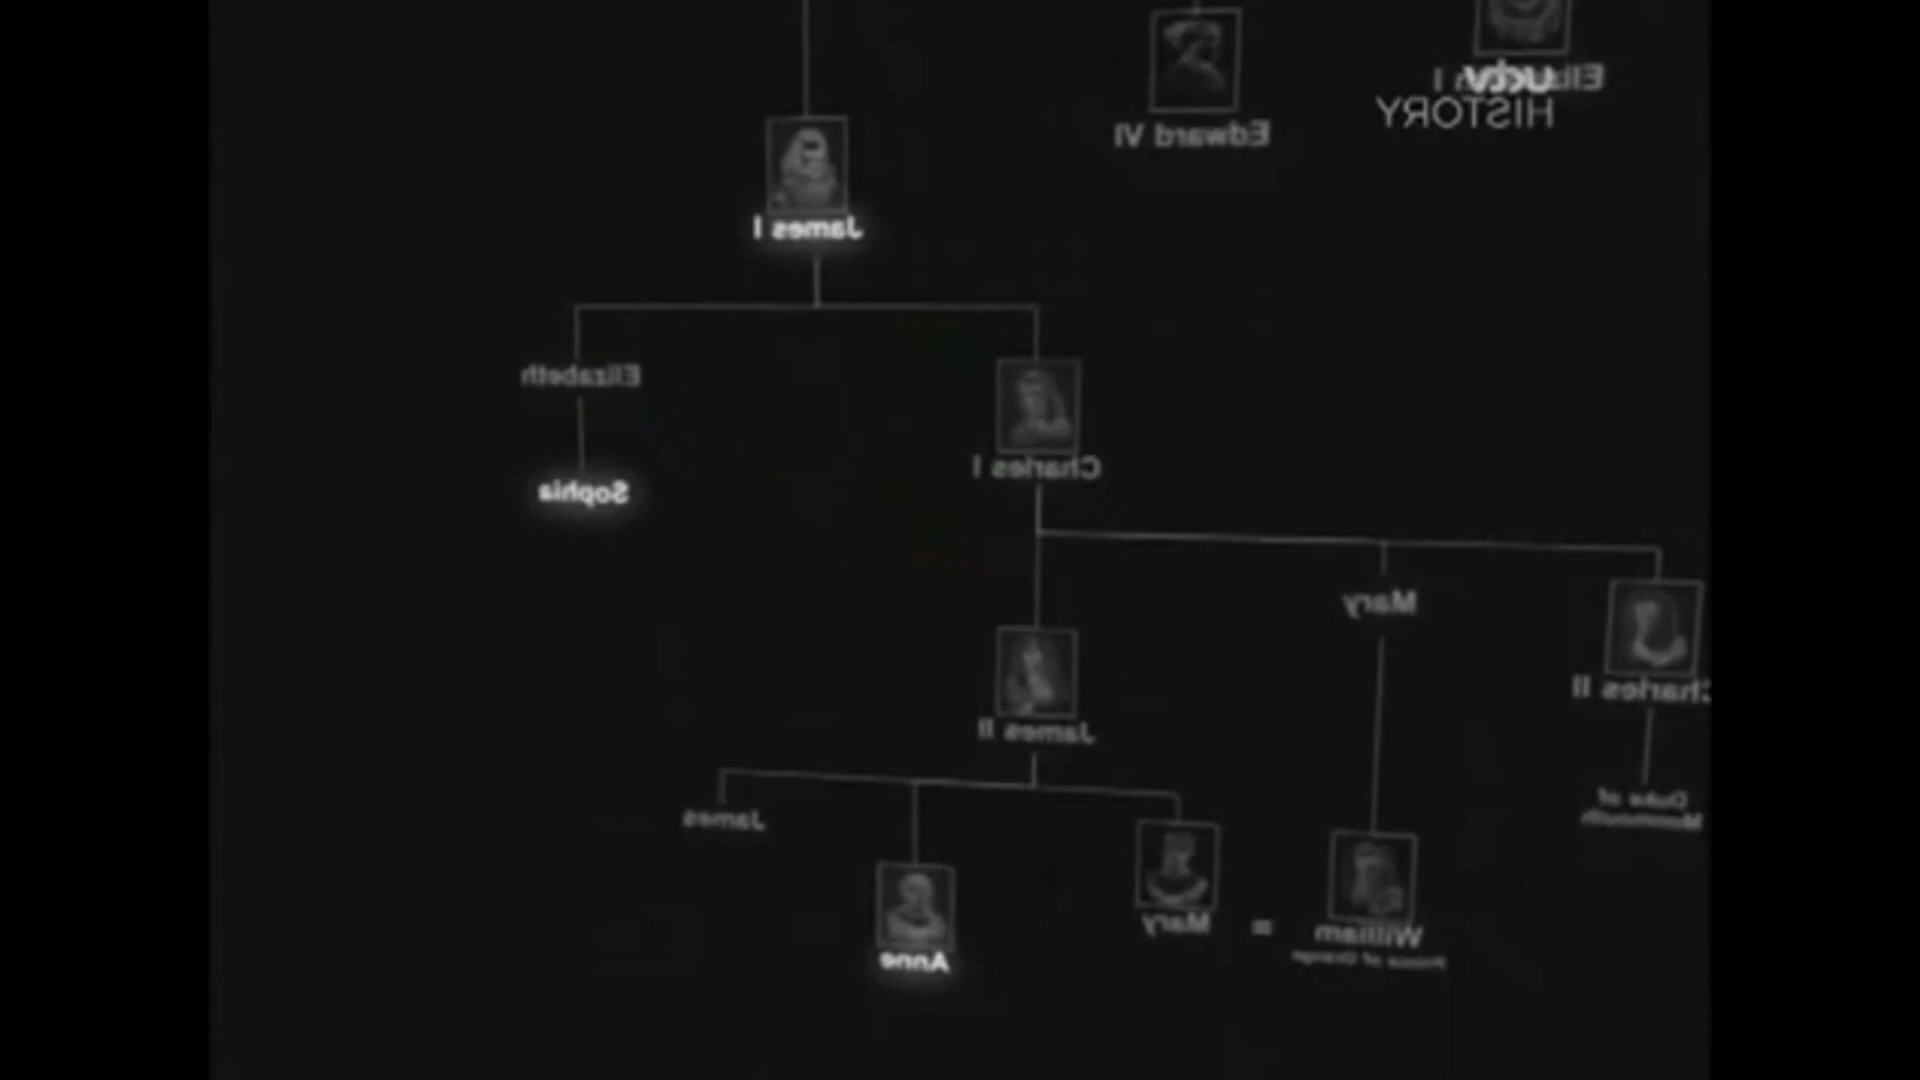 Elizabeth I
uktv
HISTORY
Edward VI
James I
Elizabeth
Charles I
Sophia
Mary
Charles II
James II
Duke of
Monmouth
James
Mary
=
William
Prince of Orange
Anne